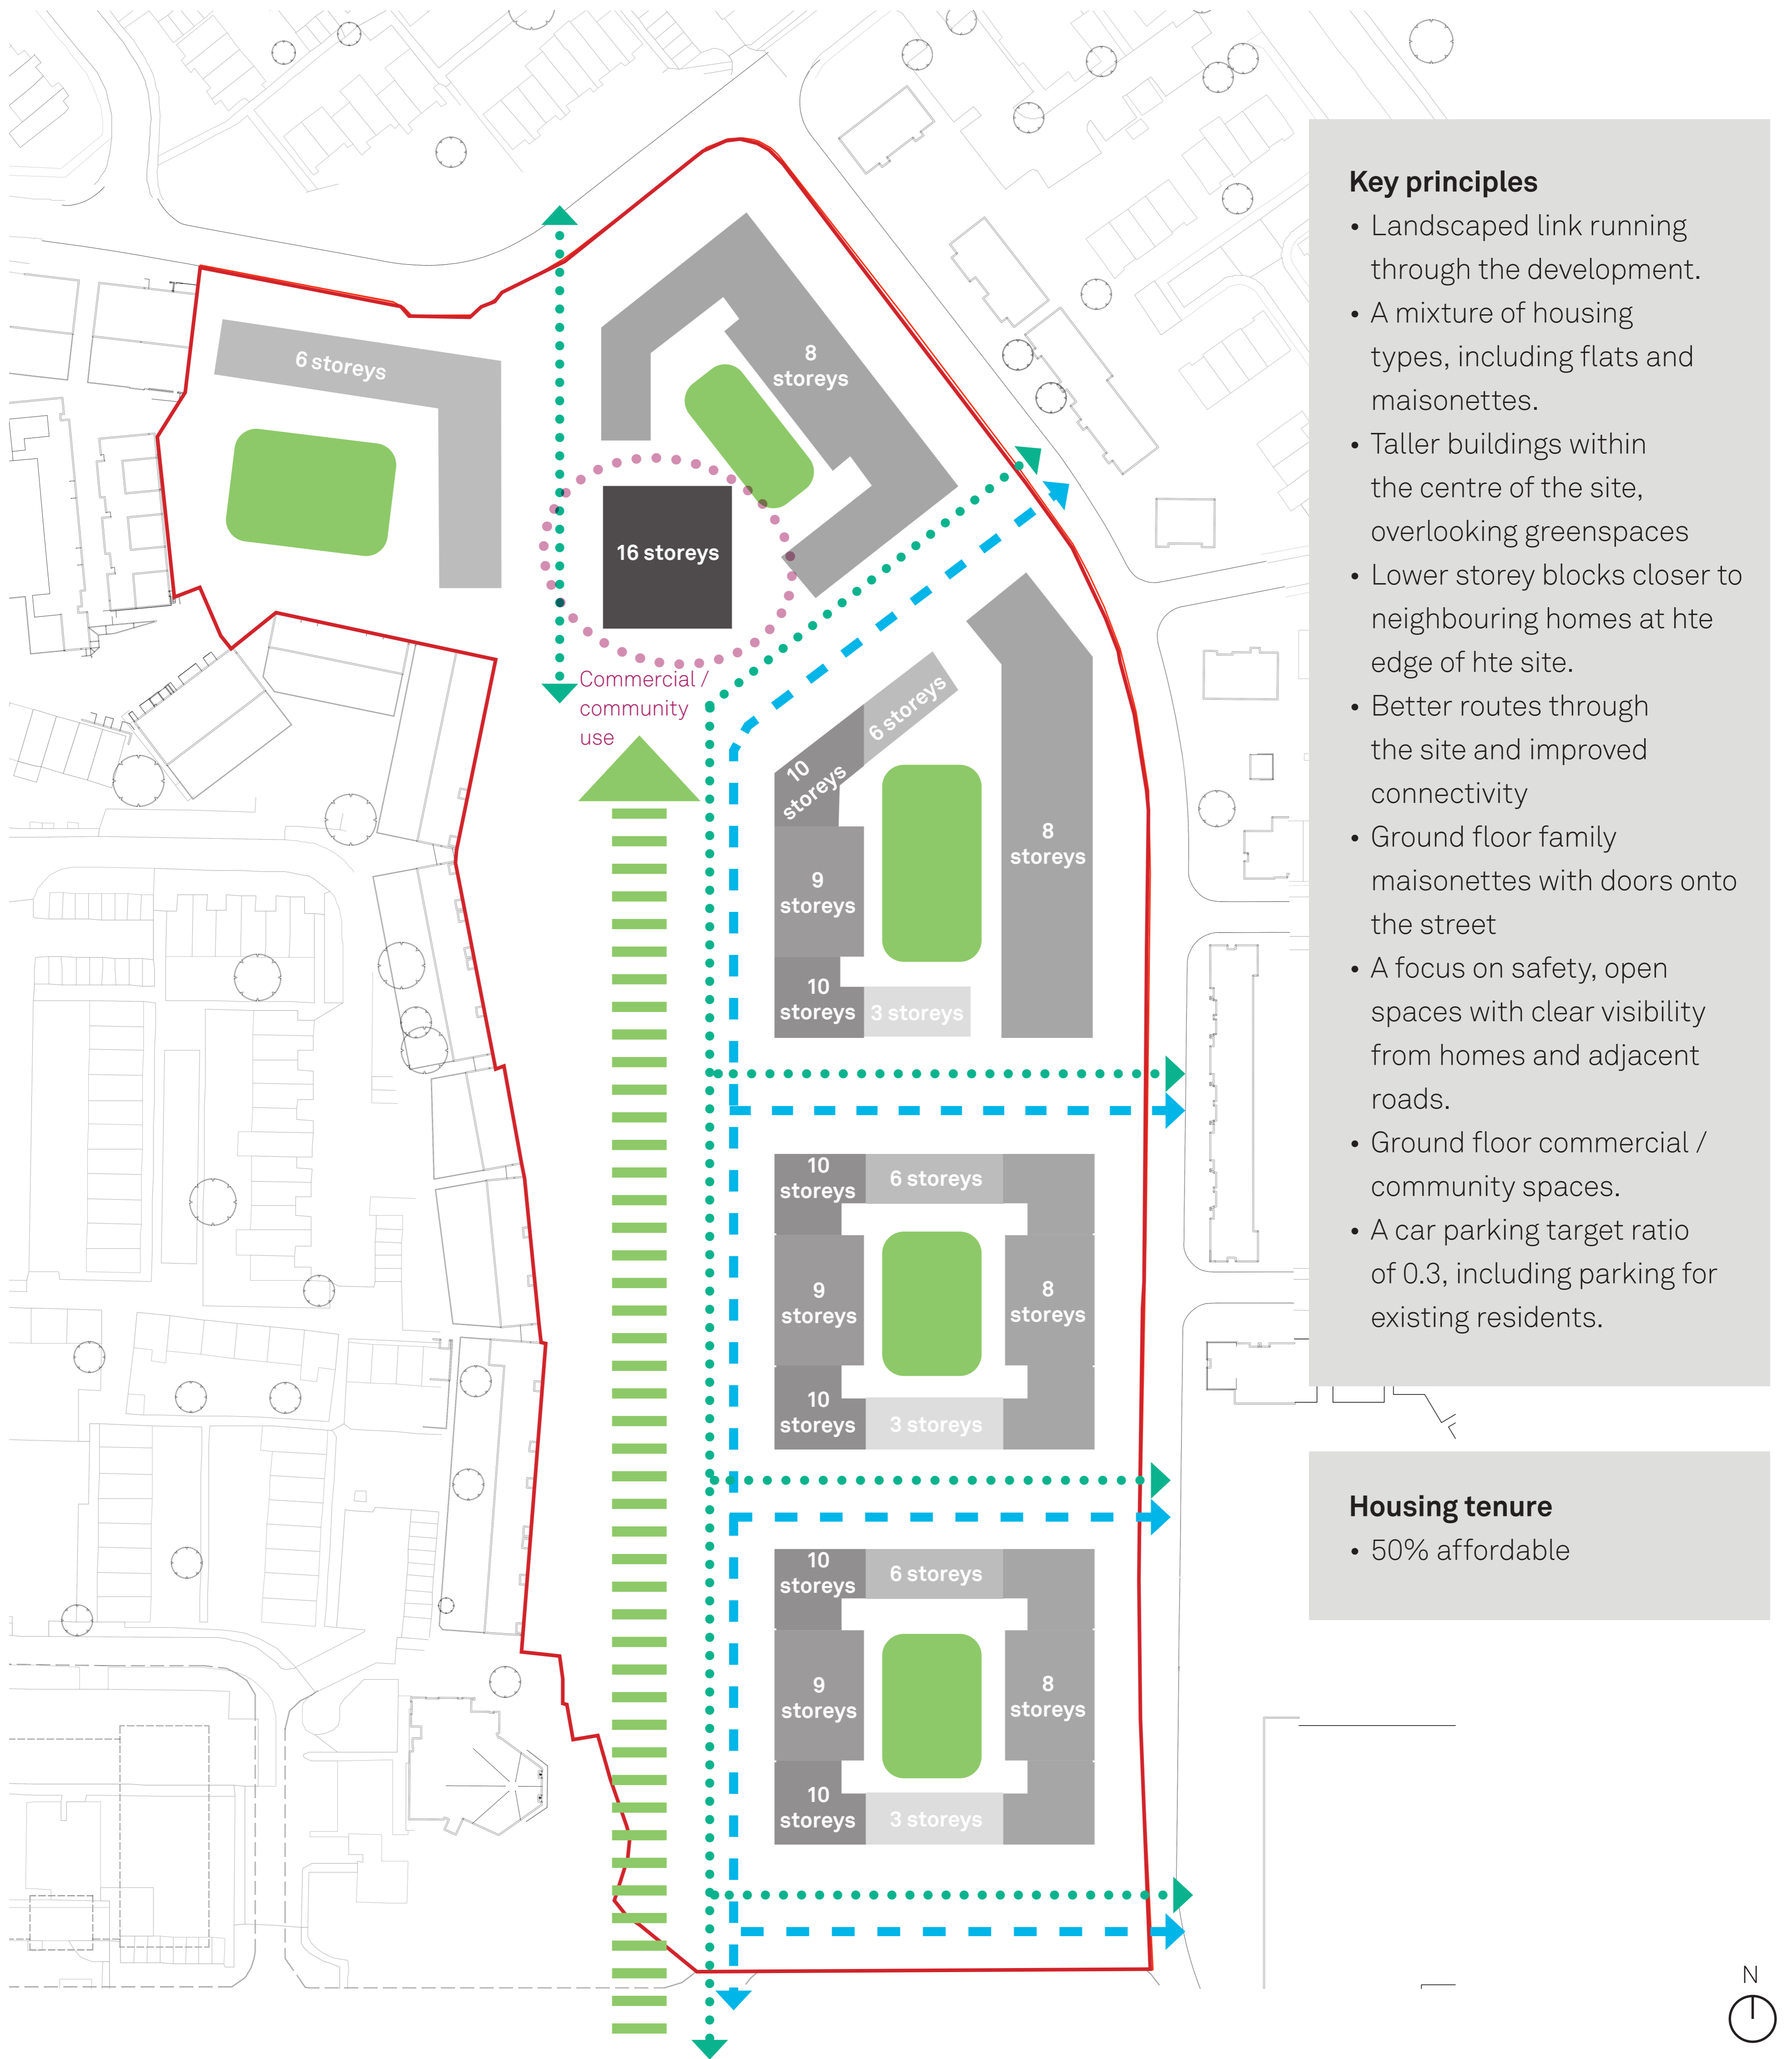 6 storeys
8
storeys
16 storeys
Commercial /
community
use
6 storeys
10
storeys
9
storeys
8
storeys
10
storeys
3 storeys
10
storeys
6 storeys
9
storeys
8
storeys
10
storeys
3 storeys
10
storeys
6 storeys
9
storeys
8
storeys
10
storeys
3 storeys
Key principles
• Landscaped link running
through the development.
• A mixture of housing
types, including flats and
maisonettes.
• Taller buildings within
the centre of the site,
overlooking greenspaces
• Lower storey blocks closer to
neighbouring homes at hte
edge of hte site.
• Better routes through
the site and improved
connectivity
• Ground floor family
maisonettes with doors onto
the street
• A focus on safety, open
spaces with clear visibility
from homes and adjacent
roads.
• Ground floor commercial /
community spaces.
• A car parking target ratio
of 0.3, including parking for
existing residents.
Housing tenure
• 50% affordable
N